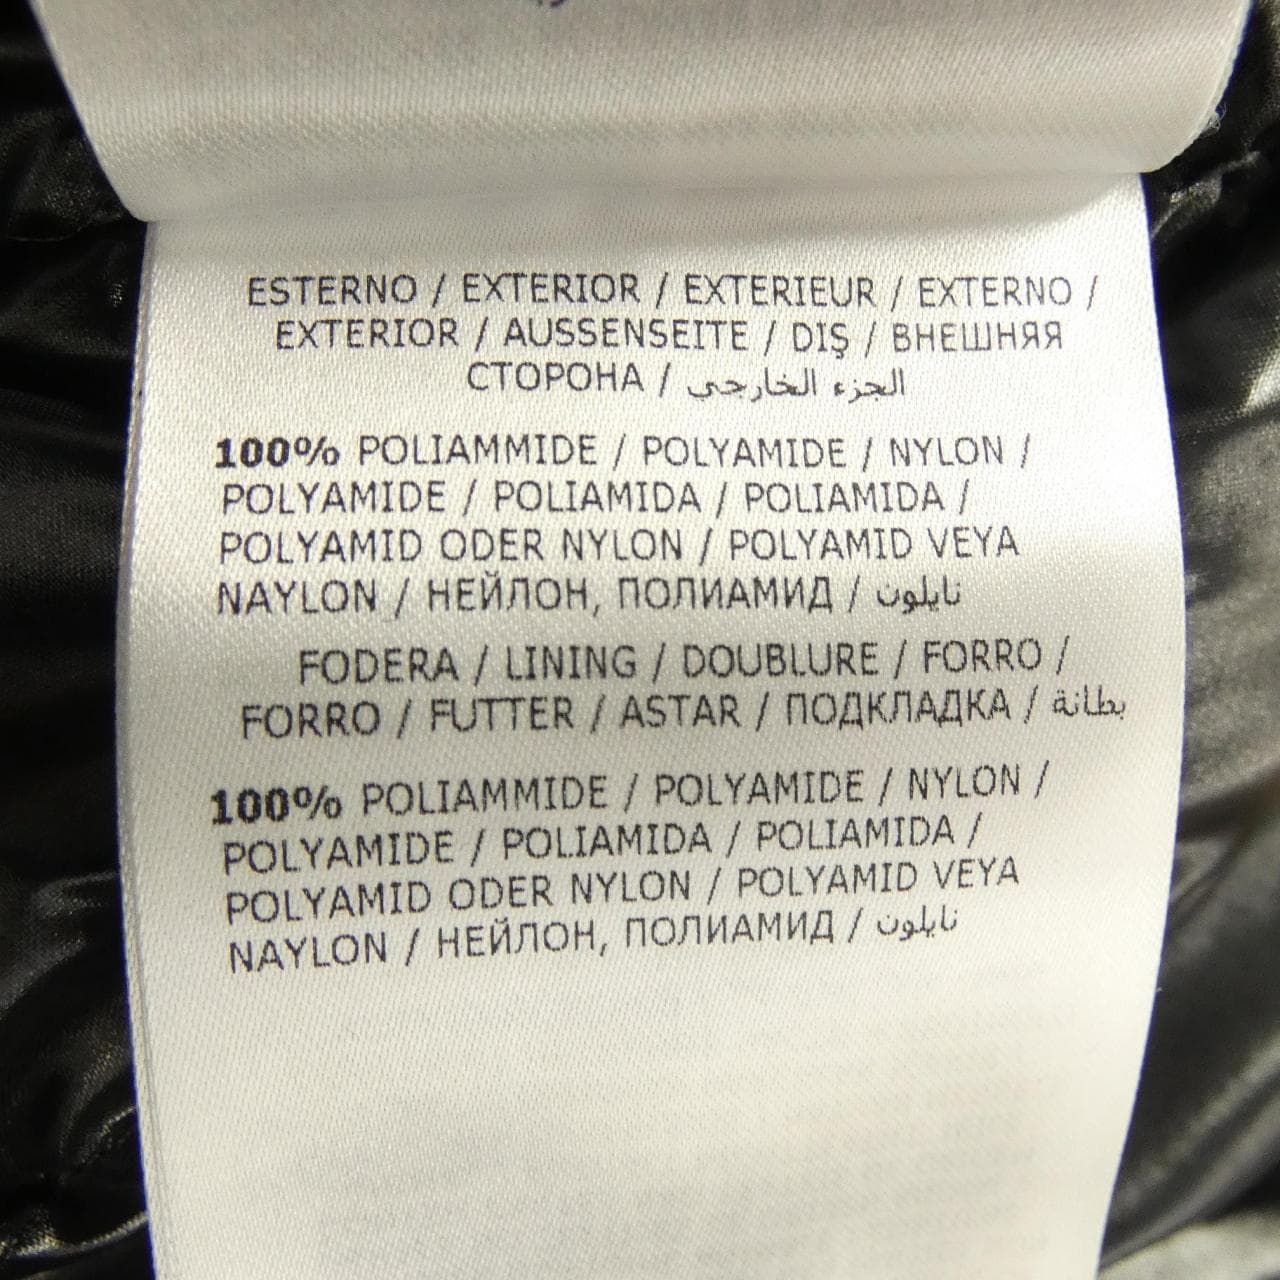 ESTERNO / EXTERIOR / EXTERIEUR / EXTERNO /
EXTERIOR / AUSSENSEITE / DIŞ / ВНЕШНЯЯ
СТОРОНА / الجزء الخارجي
100% POLIAMMIDE / POLYAMIDE / NYLON /
POLYAMIDE / POLIAMIDA / POLIAMIDA /
POLYAMID ODER NYLON / POLYAMID VEYA
NAYLON / НЕЙЛОН, ПОЛИАМИД / نايلون
FODERA / LINING / DOUBLURE / FORRO /
FORRO / FUTTER / ASTAR / ПОДКЛАДКА / بطانة
100% POLIAMMIDE / POLYAMIDE / NYLON /
POLYAMIDE / POLIAMIDA / POLIAMIDA /
POLYAMID ODER NYLON / POLYAMID VEYA
NAYLON / НЕЙЛОН, ПОЛИАМИД / نايلون